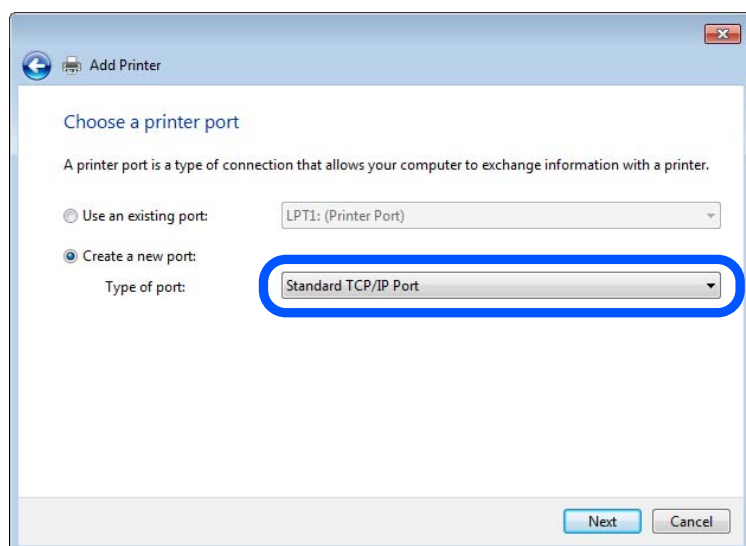 Add Printer
Choose a printer port
A printer port is a type of connection that allows your computer to exchange information with a printer.
Use an existing port: LPT1: (Printer Port)
Create a new port:
Type of port: Standard TCP/IP Port
Next Cancel